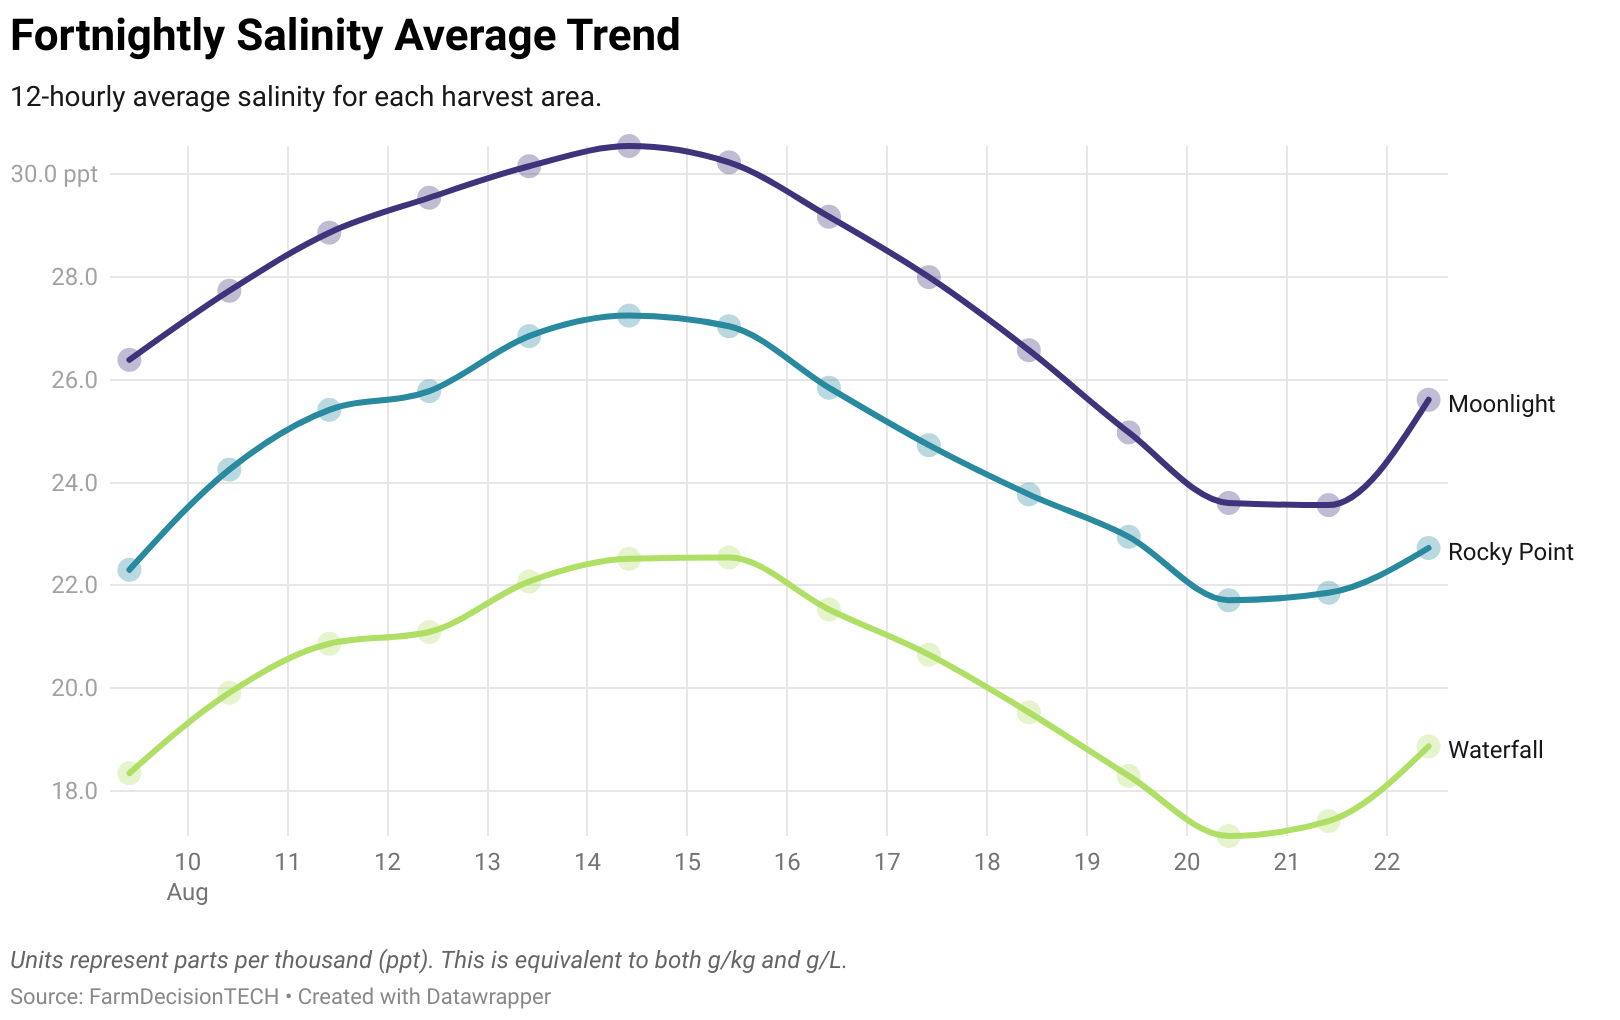 Fortnightly Salinity Average Trend
12-hourly average salinity for each harvest area.
30.0 ppt
28.0
26.0
24.0
22.0
20.0
18.0
Moonlight
Rocky Point
Waterfall
10 11 12 13 14 15 16 17 18 19 20 21 22
Aug
Units represent parts per thousand (ppt). This is equivalent to both g/kg and g/L.
Source: FarmDecisionTECH • Created with Datawrapper